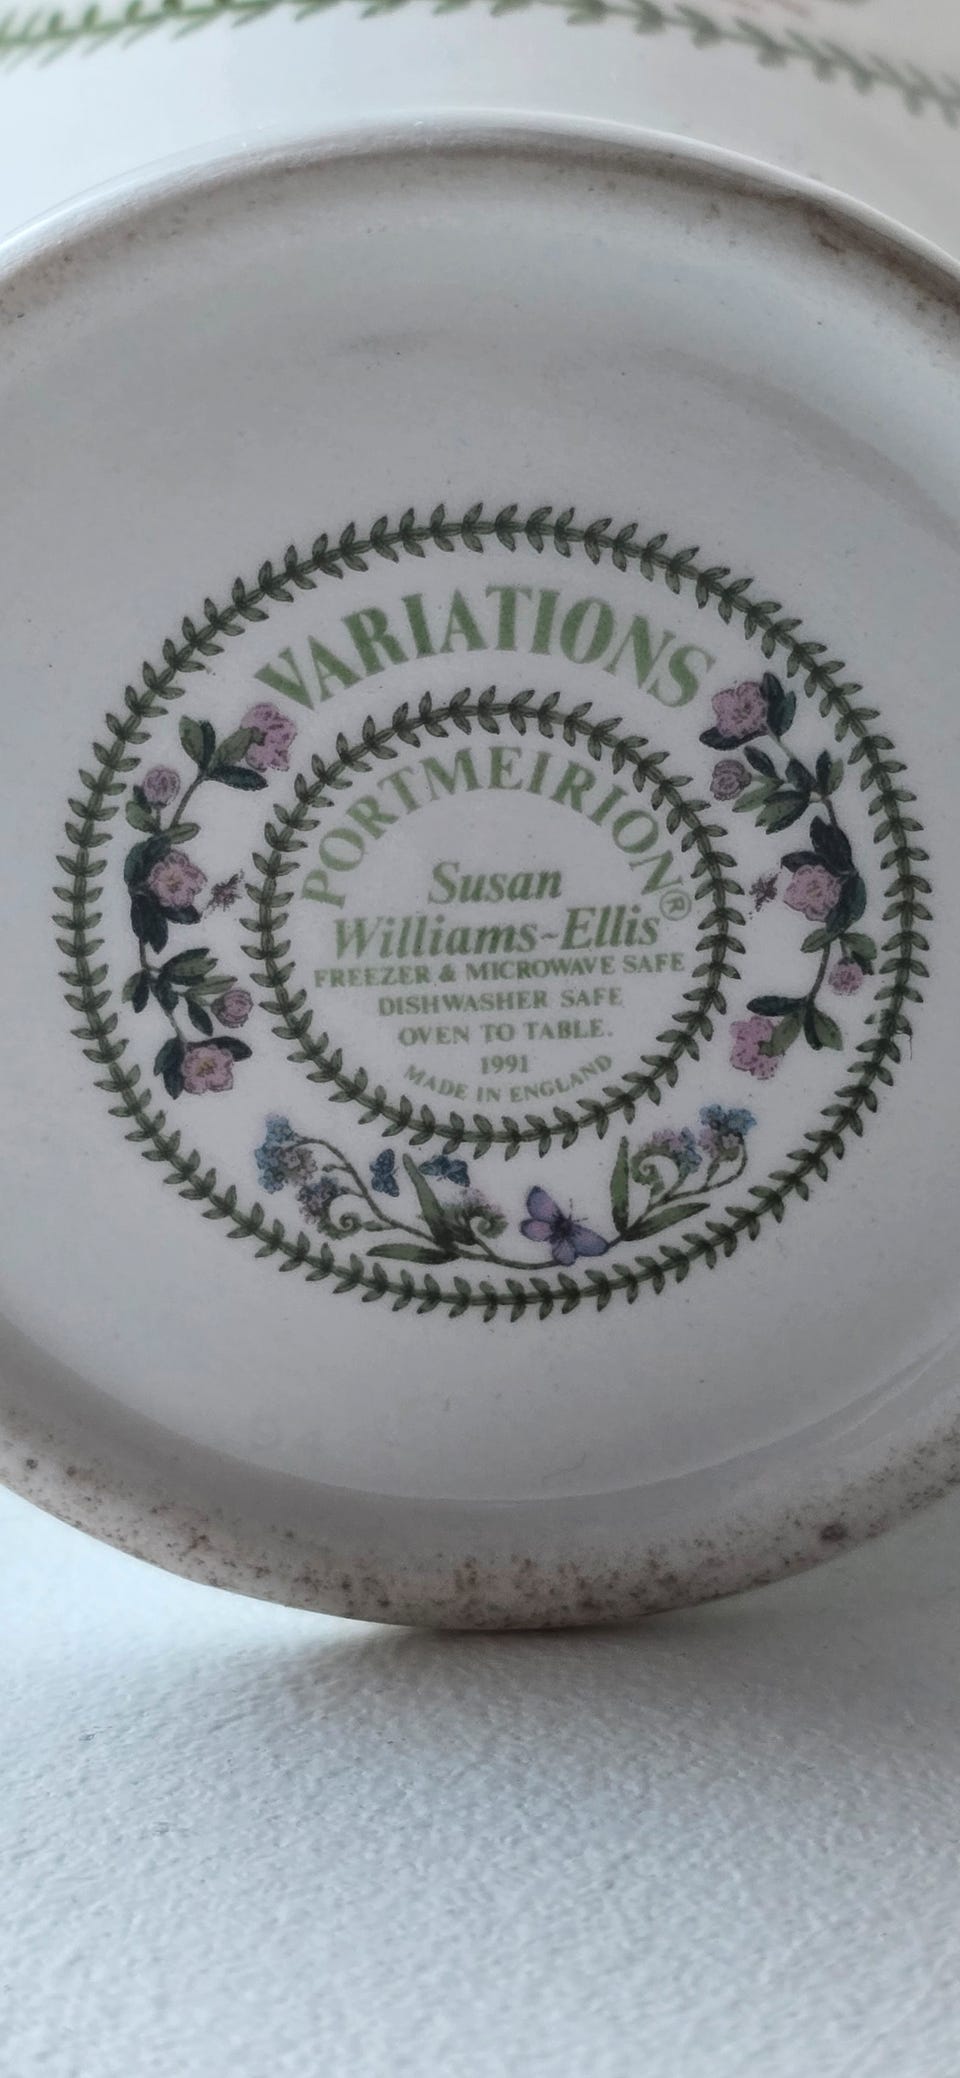 VARIATIONS
PORTMEIRION®
Susan
Williams~Ellis
FREEZER & MICROWAVE SAFE
DISHWASHER SAFE
OVEN TO TABLE.
1991
MADE IN ENGLAND